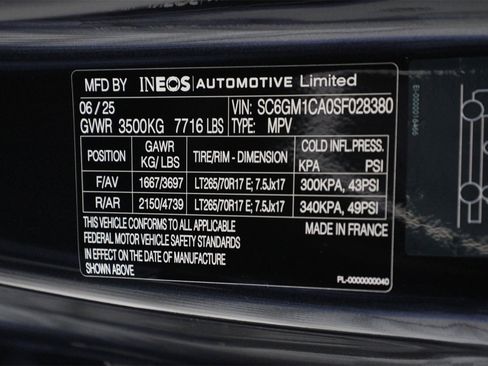 MFD BY INEOS AUTOMOTIVE Limited
06 / 25 VIN: SC6GM1CA0SF028380
GVWR 3500KG 7716 LBS TYPE: MPV
POSITION GAWR KG/ LBS TIRE/RIM - DIMENSION COLD INFL.PRESS. KPA PSI
F/AV 1667/3697 LT265/70R17 E; 7.5Jx17 300KPA, 43PSI
R/AR 2150/4739 LT265/70R17 E; 7.5Jx17 340KPA, 49PSI
THIS VEHICLE CONFORMS TO ALL APPLICABLE MADE IN FRANCE
FEDERAL MOTOR VEHICLE SAFETY STANDARDS
IN EFFECT ON THE DATE OF MANUFACTURE
SHOWN ABOVE
PL-0000000040